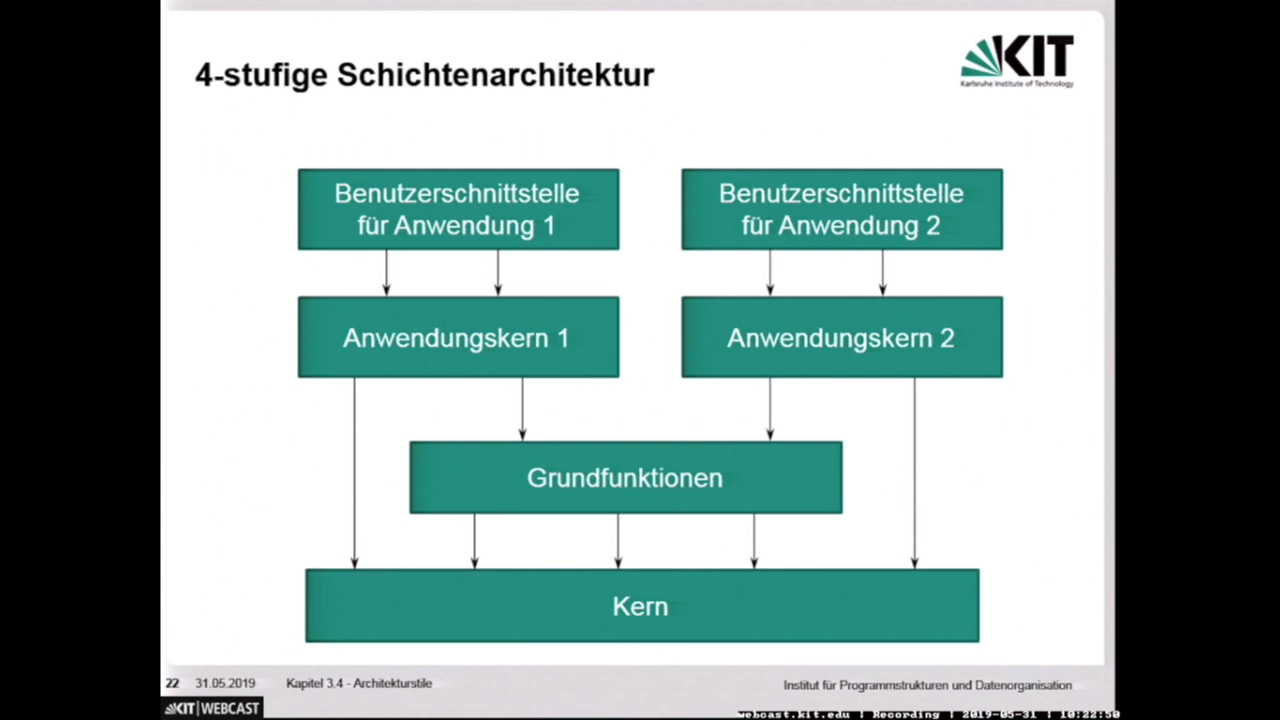 4-stufige Schichtenarchitektur
KIT
Karlsruhe Institute of Technology
Benutzerschnittstelle
für Anwendung 1
Benutzerschnittstelle
für Anwendung 2
Anwendungskern 1
Anwendungskern 2
Grundfunktionen
Kern
22 31.05.2019 Kapitel 3.4 - Architekturstile
Institut für Programmstrukturen und Datenorganisation
KIT | WEBCAST
webcast.kit.edu | Recording | 2019-05-31 | 10:22:50